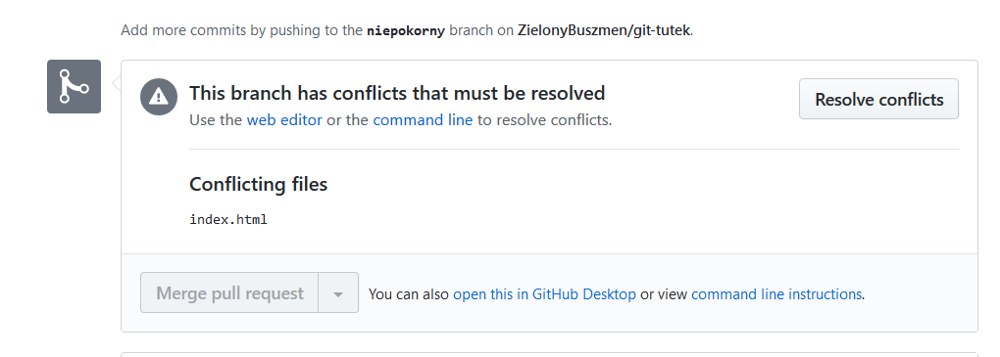 Add more commits by pushing to the niepokorny branch on ZielonyBuszmen/git-tutek.
This branch has conflicts that must be resolved
Resolve conflicts
Use the web editor or the command line to resolve conflicts.
Conflicting files
index.html
Merge pull request
You can also open this in GitHub Desktop or view command line instructions.